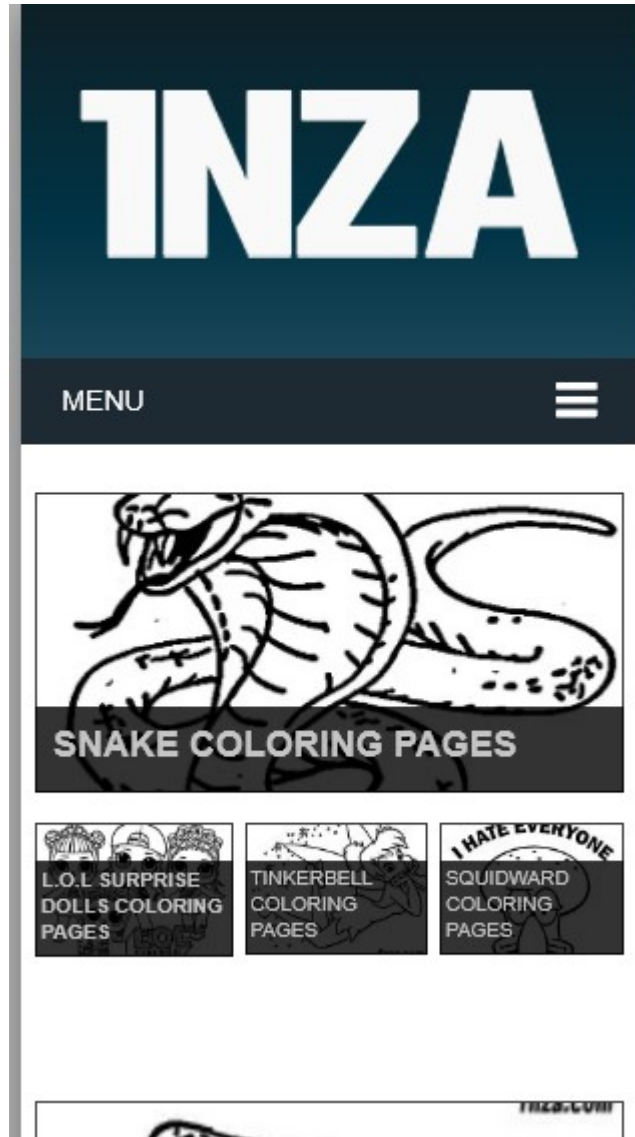 1NZA
MENU
SNAKE COLORING PAGES
L.O.L SURPRISE
DOLLS COLORING
PAGES
TINKERBELL
COLORING
PAGES
I HATE EVERYONE
SQUIDWARD
COLORING
PAGES
1nza.com